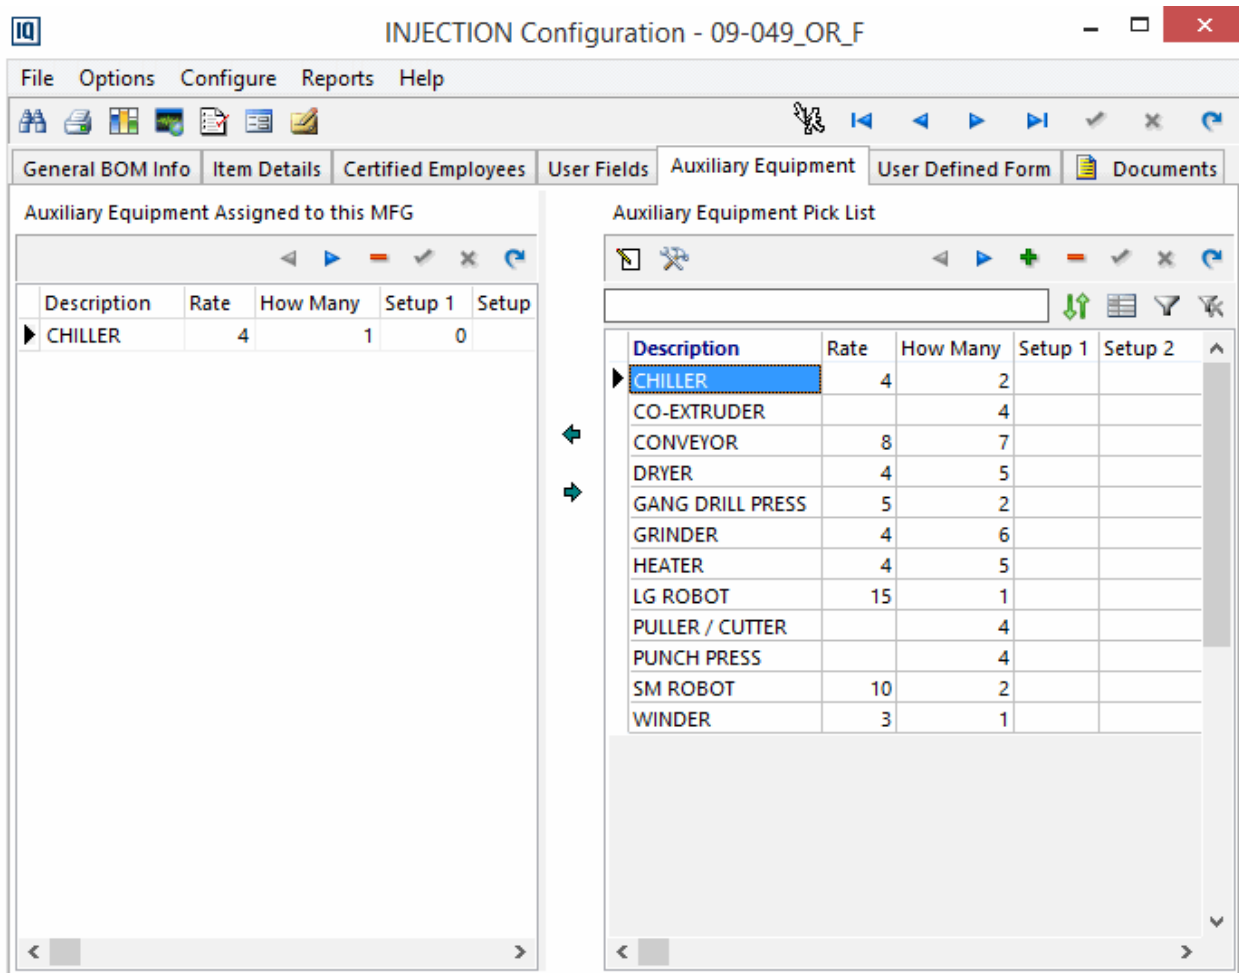 IQ INJECTION Configuration - 09-049_OR_F
File Options Configure Reports Help
General BOM Info Item Details Certified Employees User Fields Auxiliary Equipment User Defined Form Documents
Auxiliary Equipment Assigned to this MFG
Description Rate How Many Setup 1 Setup
CHILLER 4 1 0
Auxiliary Equipment Pick List
Description Rate How Many Setup 1 Setup 2
CHILLER 4 2
CO-EXTRUDER 4
CONVEYOR 8 7
DRYER 4 5
GANG DRILL PRESS 5 2
GRINDER 4 6
HEATER 4 5
LG ROBOT 15 1
PULLER / CUTTER 4
PUNCH PRESS 4
SM ROBOT 10 2
WINDER 3 1